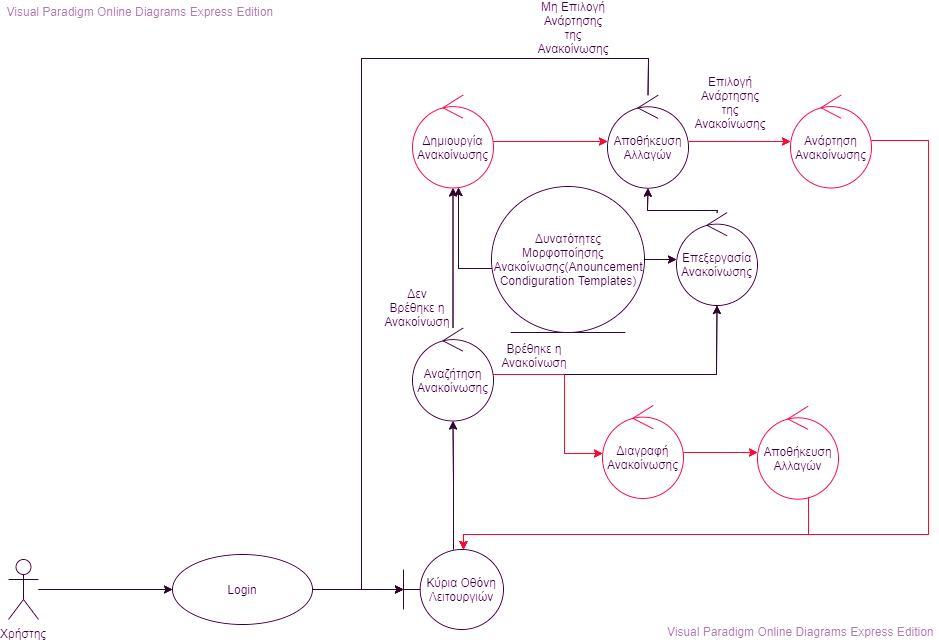 Visual Paradigm Online Diagrams Express Edition
Μη Επιλογή
Ανάρτησης
της
Ανακοίνωσης
Επιλογή
Ανάρτησης
της
Ανακοίνωσης
Δημιουργία
Ανακοίνωσης
Αποθήκευση
Αλλαγών
Ανάρτηση
Ανακοίνωσης
Δυνατότητες
Μορφοποίησης
Ανακοίνωσης(Anouncement
Condiguration Templates)
Επεξεργασία
Ανακοίνωσης
Δεν
Βρέθηκε η
Ανακοίνωση
Βρέθηκε η
Ανακοίνωση
Αναζήτηση
Ανακοίνωσης
Διαγραφή
Ανακοίνωσης
Αποθήκευση
Αλλαγών
Login
Κύρια Οθόνη
Λειτουργιών
Χρήστης
Visual Paradigm Online Diagrams Express Edition